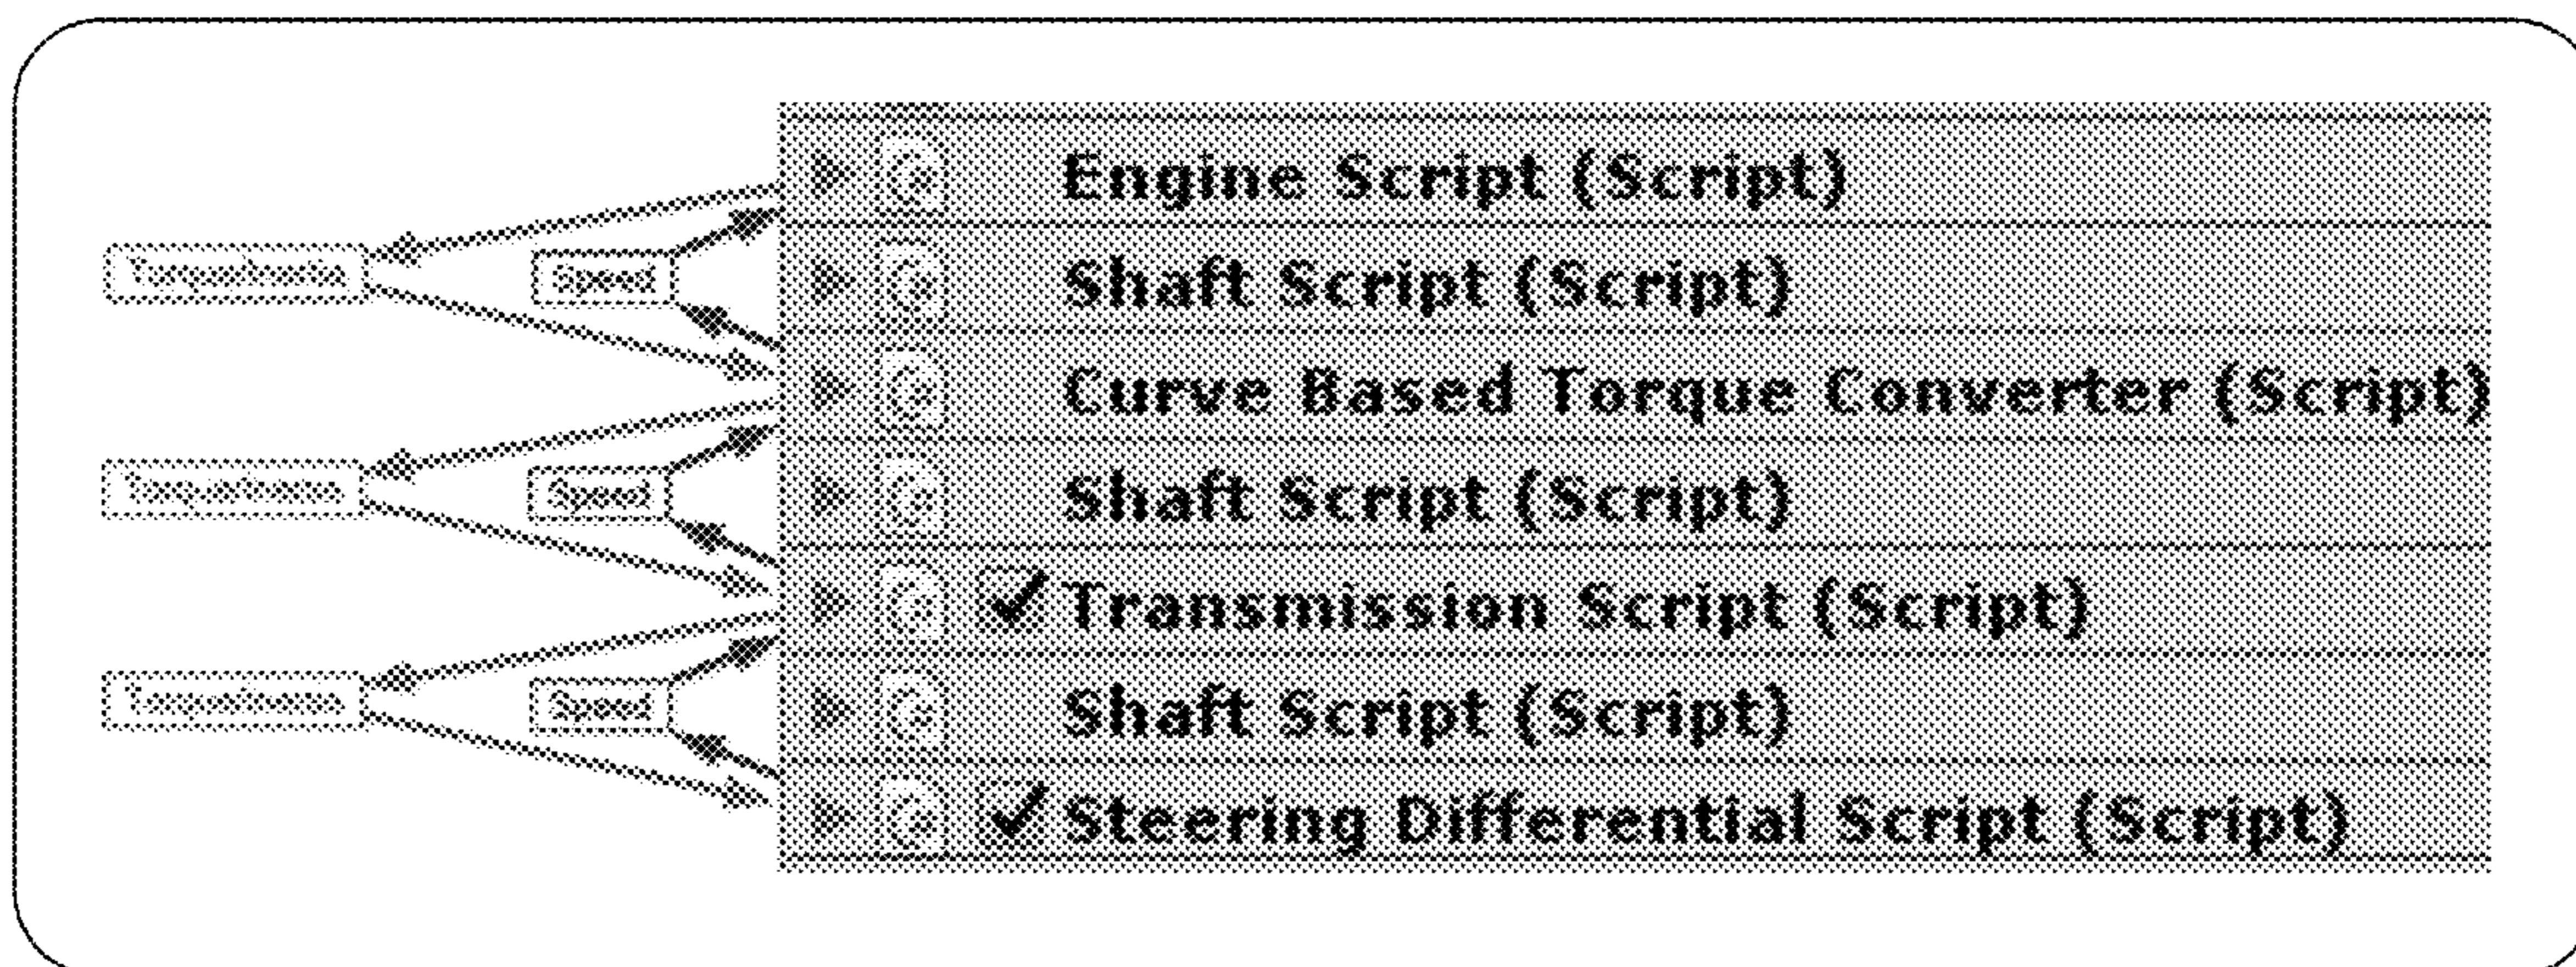 Engine Script (Script)
Speed
Shaft Script (Script)
Curve Based Torque Converter (Script)
Speed
Shaft Script (Script)
Transmission Script (Script)
Speed
Shaft Script (Script)
Steering Differential Script (Script)